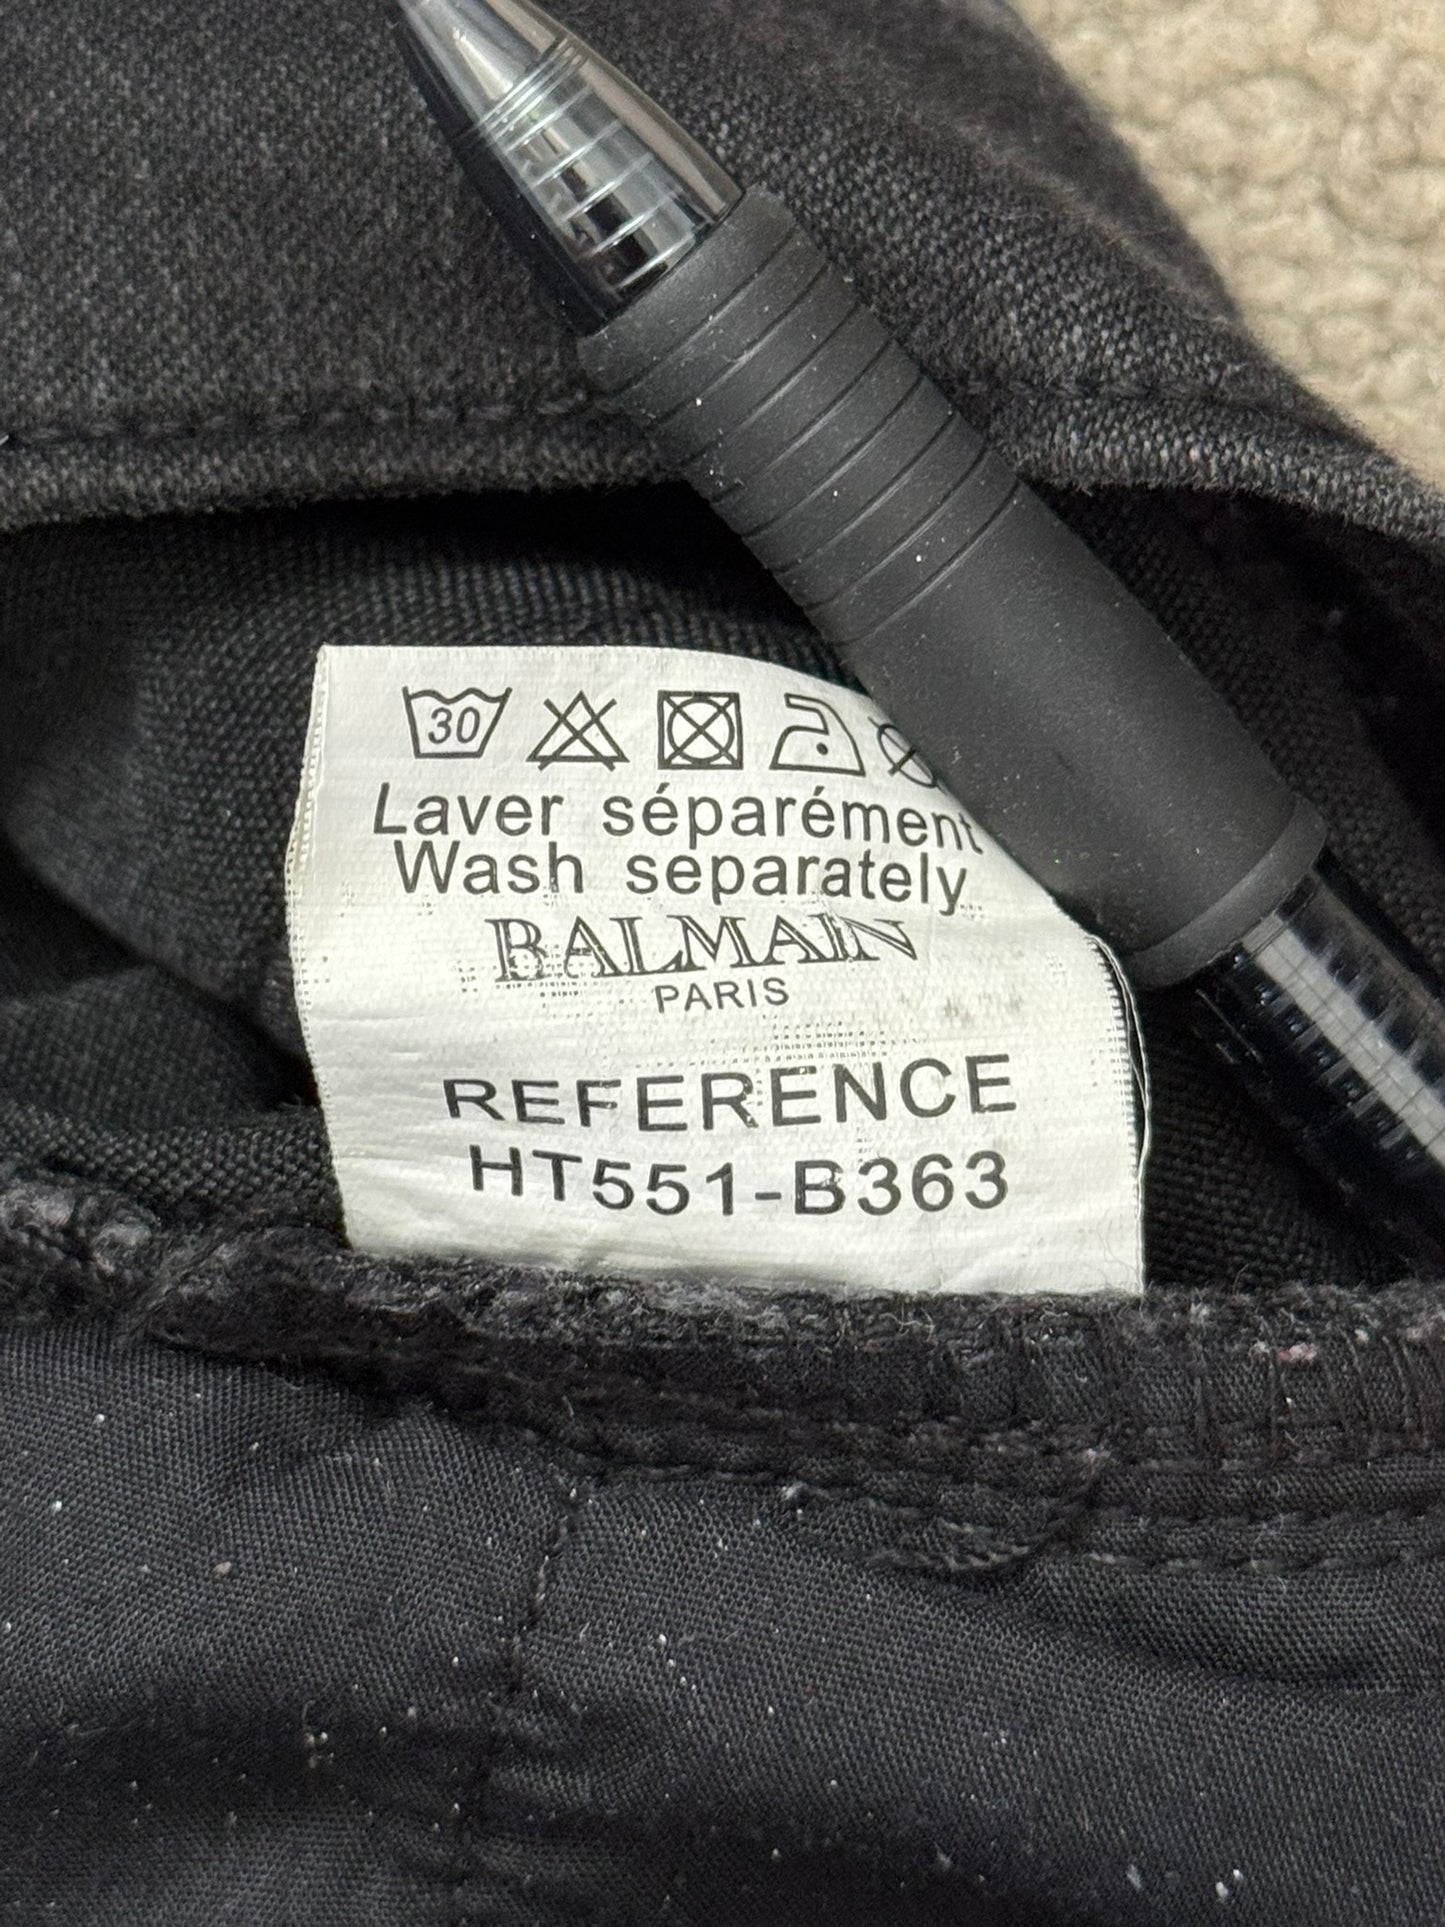 30
Laver séparément
Wash separately
BALMAIN
PARIS
REFERENCE
HT551-B363